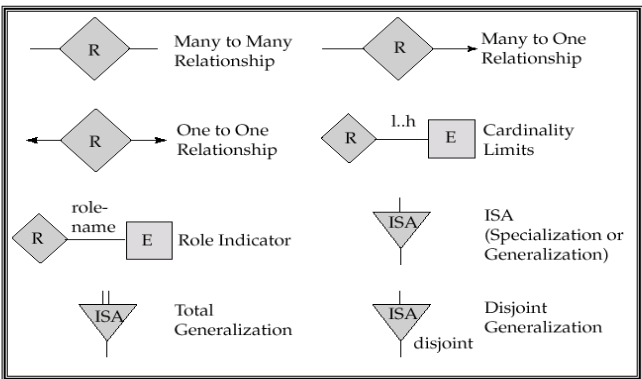 R
Many to Many
Relationship
R
Many to One
Relationship
R
One to One
Relationship
R
l..h
E
Cardinality
Limits
R
role-
name
E
Role Indicator
ISA
ISA
(Specialization or
Generalization)
ISA
Total
Generalization
ISA
disjoint
Disjoint
Generalization